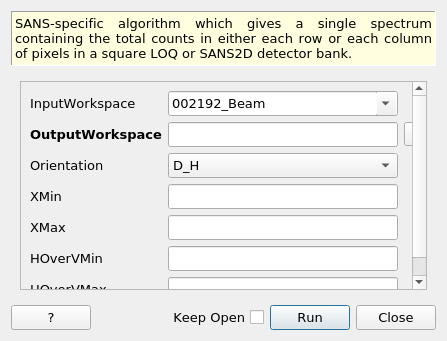 SANS-specific algorithm which gives a single spectrum
containing the total counts in either each row or each column
of pixels in a square LOQ or SANS2D detector bank.
InputWorkspace 002192_Beam
OutputWorkspace
Orientation D_H
XMin
XMax
HOverVMin
HOverVMax
? Keep Open Run Close